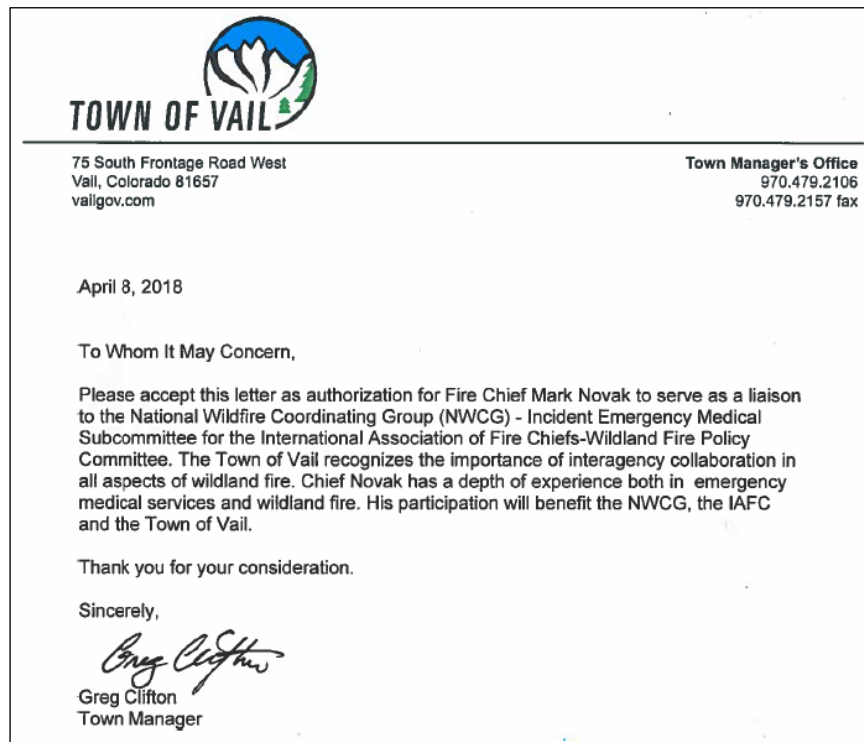 TOWN OF VAIL
75 South Frontage Road West
Vail, Colorado 81657
vailgov.com
Town Manager's Office
970.479.2106
970.479.2157 fax
April 8, 2018
To Whom It May Concern,
Please accept this letter as authorization for Fire Chief Mark Novak to serve as a liaison
to the National Wildfire Coordinating Group (NWCG) - Incident Emergency Medical
Subcommittee for the International Association of Fire Chiefs-Wildland Fire Policy
Committee. The Town of Vail recognizes the importance of interagency collaboration in
all aspects of wildland fire. Chief Novak has a depth of experience both in emergency
medical services and wildland fire. His participation will benefit the NWCG, the IAFC
and the Town of Vail.
Thank you for your consideration.
Sincerely,
Greg Clifton
Greg Clifton
Town Manager